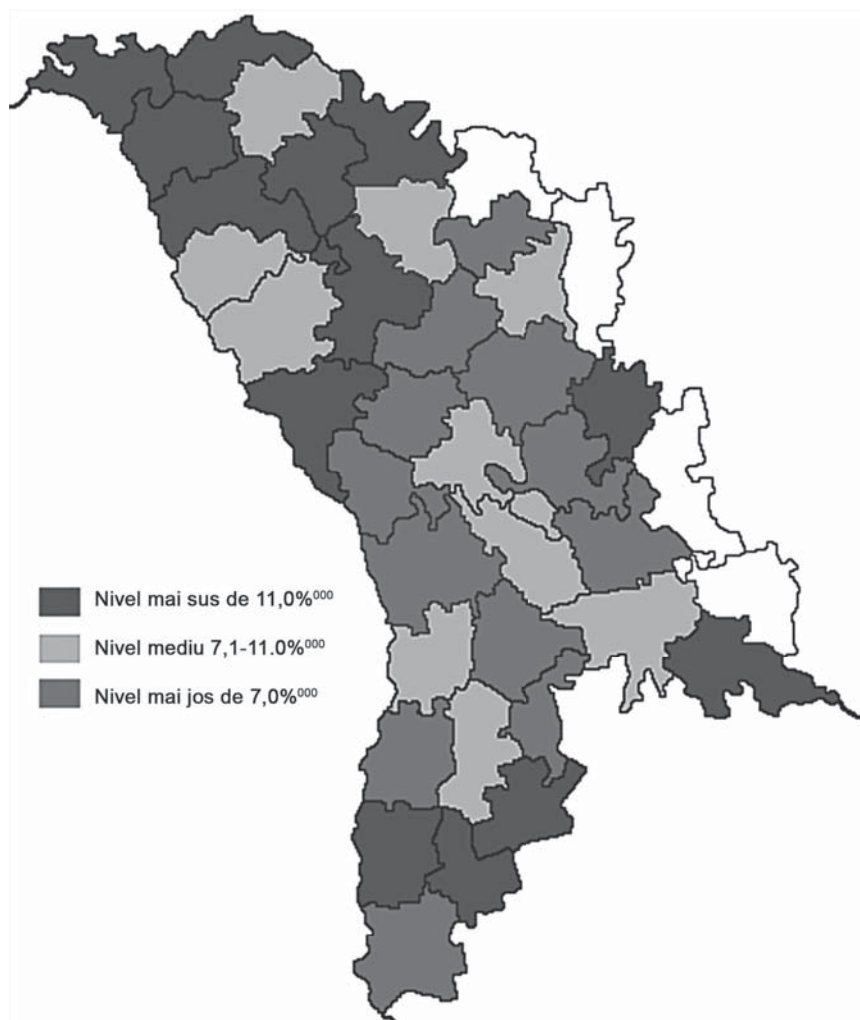 Nivel mai sus de 11,0%⁰⁰⁰
Nivel mediu 7,1-11.0%⁰⁰⁰
Nivel mai jos de 7,0%⁰⁰⁰